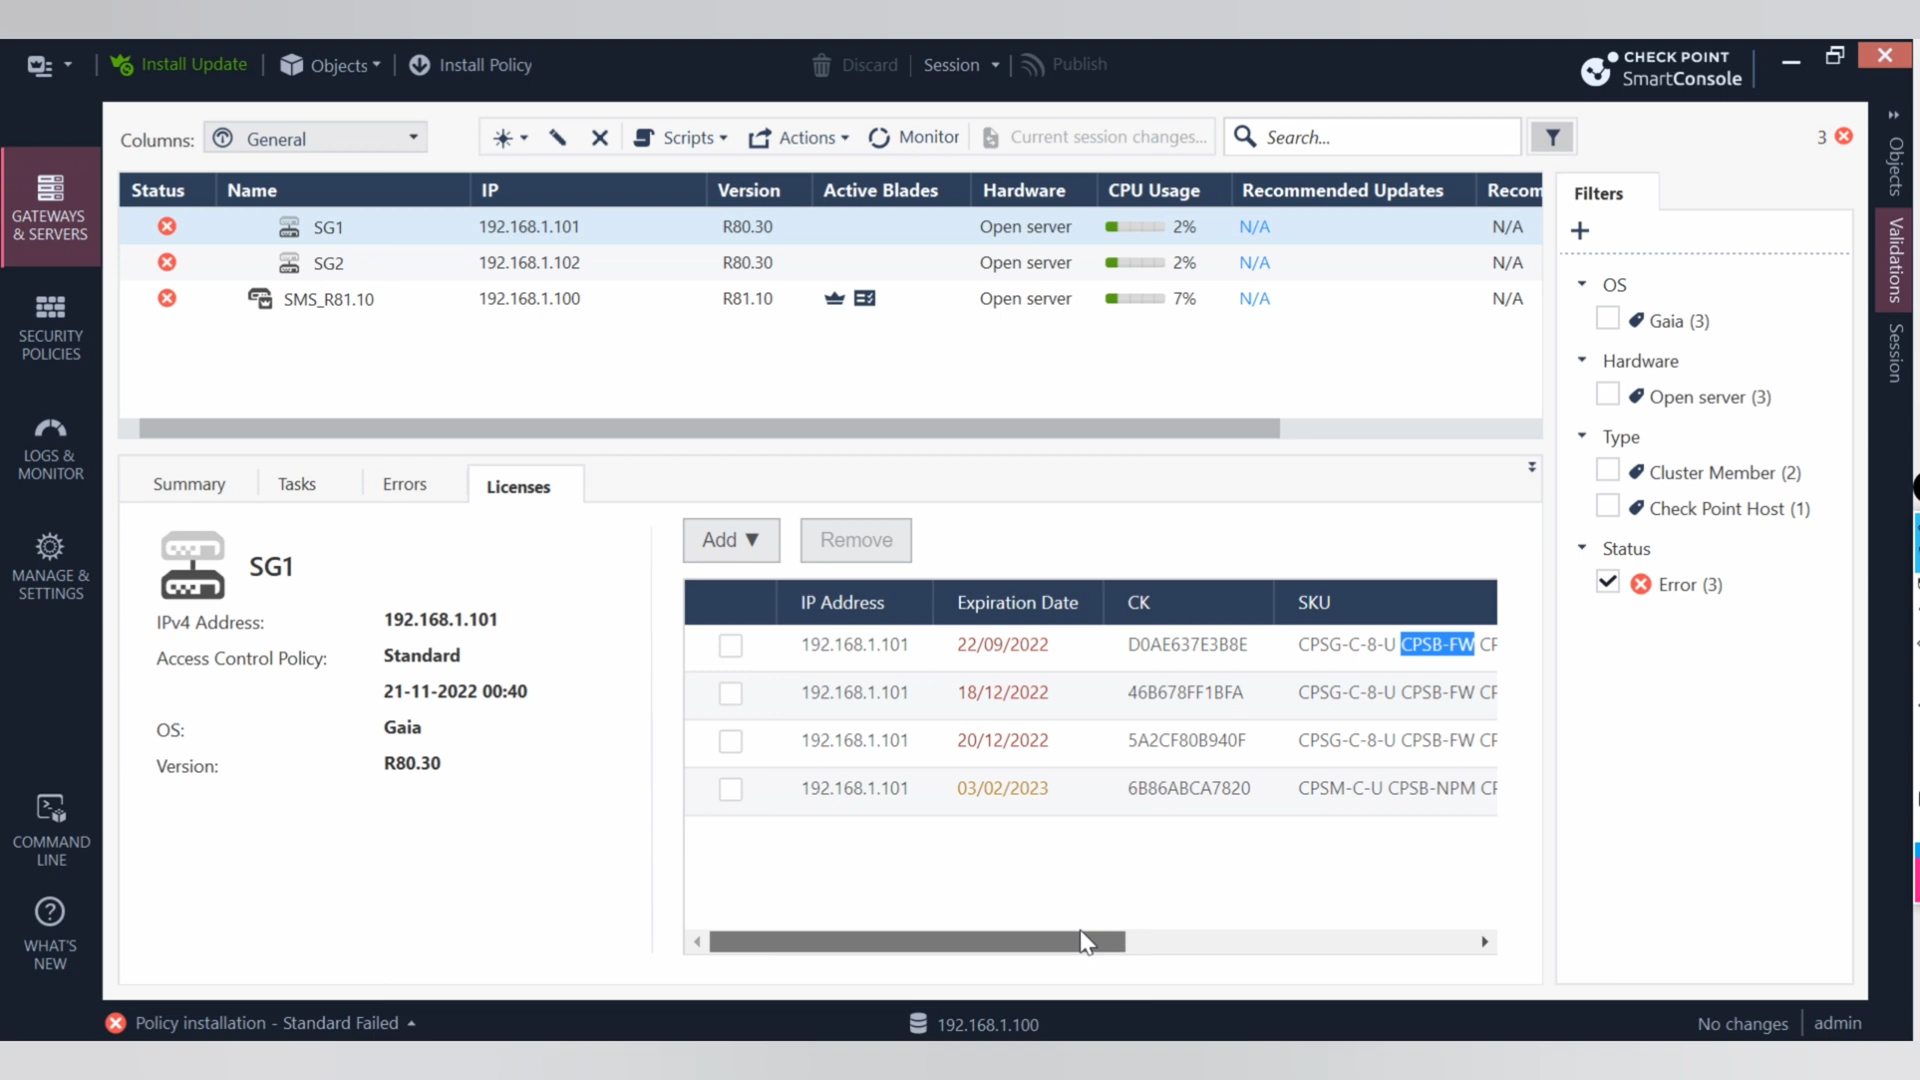 Install Update Objects Install Policy Discard Session Publish CHECK POINT
SmartConsole
Columns: General Scripts Actions Monitor Current session changes... Search... 3
Status Name IP Version Active Blades Hardware CPU Usage Recommended Updates Recom
SG1 192.168.1.101 R80.30 Open server 2% N/A N/A
SG2 192.168.1.102 R80.30 Open server 2% N/A N/A
SMS_R81.10 192.168.1.100 R81.10 Open server 7% N/A N/A
GATEWAYS
& SERVERS
SECURITY
POLICIES
LOGS &
MONITOR
MANAGE &
SETTINGS
COMMAND
LINE
WHAT'S
NEW
Summary Tasks Errors Licenses
SG1
IPv4 Address: 192.168.1.101
Access Control Policy: Standard
21-11-2022 00:40
OS: Gaia
Version: R80.30
Add ▼ Remove
IP Address Expiration Date CK SKU
192.168.1.101 22/09/2022 D0AE637E3B8E CPSG-C-8-U CPSB-FW CP
192.168.1.101 18/12/2022 46B678FF1BFA CPSG-C-8-U CPSB-FW CP
192.168.1.101 20/12/2022 5A2CF80B940F CPSG-C-8-U CPSB-FW CP
192.168.1.101 03/02/2023 6B86ABCA7820 CPSM-C-U CPSB-NPM CP
Filters
+
OS
Gaia (3)
Hardware
Open server (3)
Type
Cluster Member (2)
Check Point Host (1)
Status
Error (3)
Objects
Validations
Session
Policy installation - Standard Failed 192.168.1.100 No changes admin